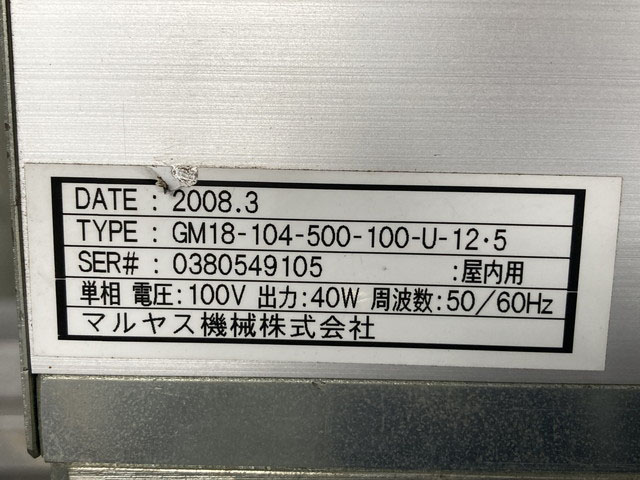 DATE : 2008.3
TYPE : GM18-104-500-100-U-12・5
SER# : 0380549105 :屋内用
単相 電圧:100V 出力:40W 周波数:50/60Hz
マルヤス機械株式会社